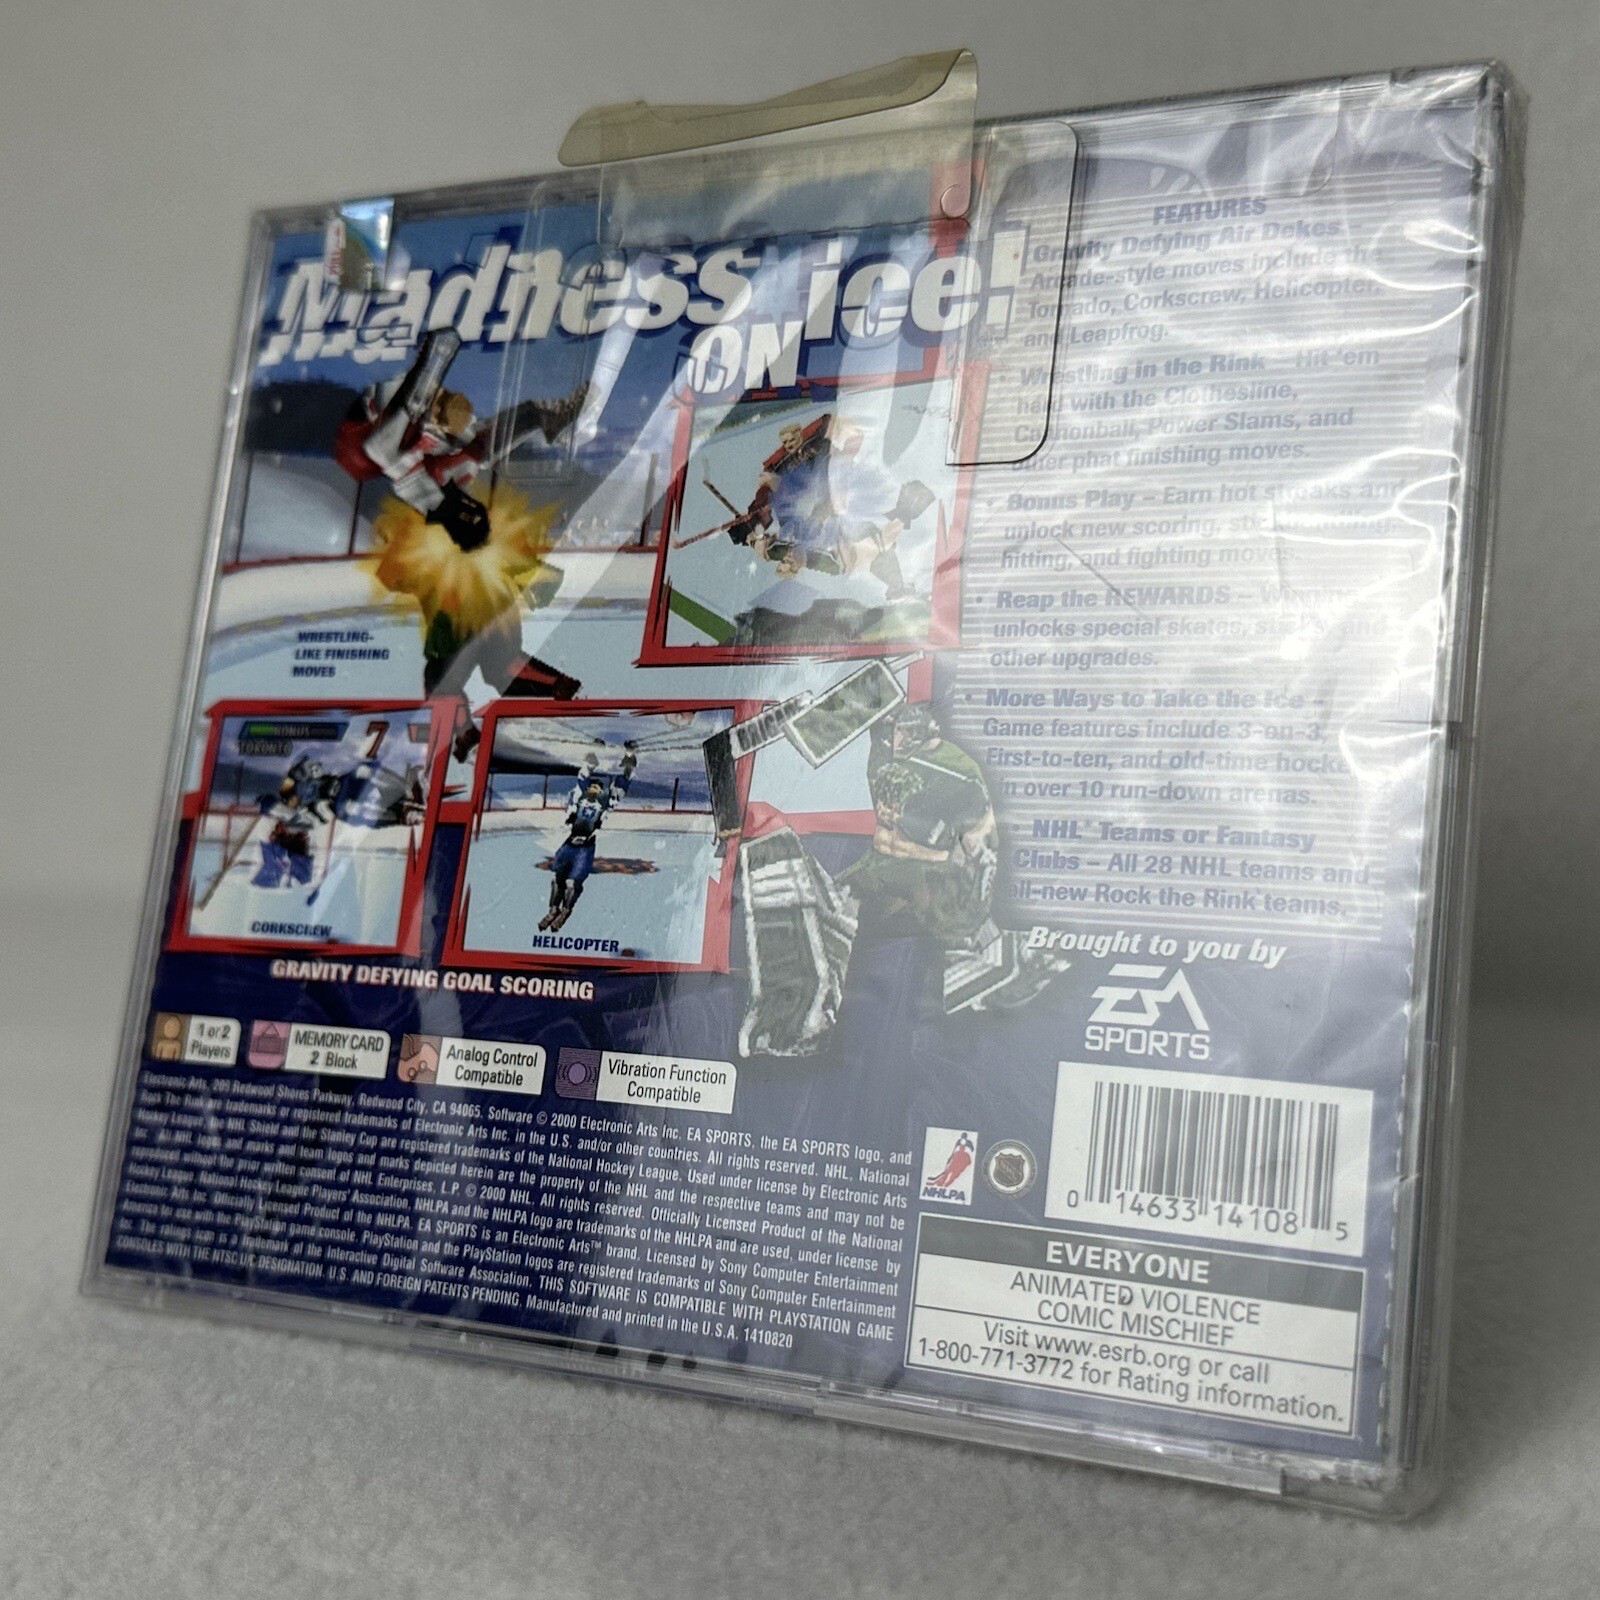 Madness
ON
ice!
WRESTLING-
LIKE FINISHING
MOVES
BONUS
TORONTO
7
CORKSCREW
HELICOPTER
GRAVITY DEFYING GOAL SCORING
FEATURES
Gravity Defying Air Dekes –
Arcade-style moves include the
Tornado, Corkscrew, Helicopter,
and Leapfrog.
• Wrestling in the Rink – Hit 'em
hard with the Clothesline,
Cannonball, Power Slams, and
other phat finishing moves.
• Bonus Play – Earn hot streaks and
unlock new scoring, stickhandling,
hitting, and fighting moves.
• Reap the REWARDS – Winning
unlocks special skates, sticks, and
other upgrades.
• More Ways to Take the Ice –
Game features include 3-on-3,
First-to-ten, and old-time hockey
in over 10 run-down arenas.
• NHL® Teams or Fantasy
Clubs – All 28 NHL teams and
all-new Rock the Rink teams.
Brought to you by
EA
SPORTS
1 or 2
Players
MEMORY CARD
2 Block
Analog Control
Compatible
Vibration Function
Compatible
Electronic Arts, 209 Redwood Shores Parkway, Redwood City, CA 94065. Software © 2000 Electronic Arts Inc. EA SPORTS, the EA SPORTS logo, and
Rock The Rink are trademarks or registered trademarks of Electronic Arts Inc. in the U.S. and/or other countries. All rights reserved. NHL, National
Hockey League, the NHL Shield and the Stanley Cup are registered trademarks of the National Hockey League. Used under license by Electronic Arts
Inc. All NHL logos and marks and team logos and marks depicted herein are the property of the NHL and the respective teams and may not be
reproduced without the prior written consent of NHL Enterprises, L.P. © 2000 NHL. All rights reserved. Officially Licensed Product of the National
Hockey League. National Hockey League Players' Association, NHLPA and the NHLPA logo are trademarks of the NHLPA and are used, under license by
Electronic Arts Inc. Officially Licensed Product of the NHLPA. EA SPORTS is an Electronic Arts™ brand. Licensed by Sony Computer Entertainment
America for use with the PlayStation game console. PlayStation and the PlayStation logos are registered trademarks of Sony Computer Entertainment
Inc. The ratings icon is a trademark of the Interactive Digital Software Association. THIS SOFTWARE IS COMPATIBLE WITH PLAYSTATION GAME
CONSOLES WITH THE NTSC U/C DESIGNATION. U.S. AND FOREIGN PATENTS PENDING. Manufactured and printed in the U.S.A. 1410820
NHLPA
0 14633 14108 5
EVERYONE
ANIMATED VIOLENCE
COMIC MISCHIEF
Visit www.esrb.org or call
1-800-771-3772 for Rating information.